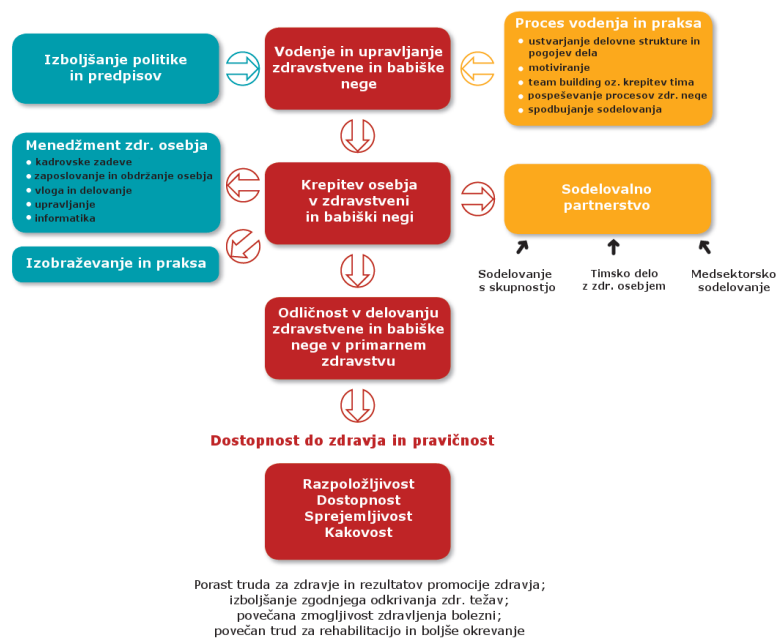 Izboljšanje politike
in predpisov
Vodenje in upravljanje
zdravstvene in babiške
nege
Proces vodenja in praksa
ustvarjanje delovne strukture in
pogojev dela
motiviranje
team building oz. krepitev tima
pospeševanje procesov zdr. nege
spodbujanje sodelovanja
Menedžment zdr. osebja
kadrovske zadeve
zaposlovanje in obdržanje osebja
vloga in delovanje
upravljanje
informatika
Krepitev osebja
v zdravstveni
in babiški negi
Sodelovalno
partnerstvo
Izobraževanje in praksa
Sodelovanje
s skupnostjo
Timsko delo
z zdr. osebjem
Medsektorsko
sodelovanje
Odličnost v delovanju
zdravstvene in babiške
nege v primarnem
zdravstvu
Dostopnost do zdravja in pravičnost
Razpoložljivost
Dostopnost
Sprejemljivost
Kakovost
Porast truda za zdravje in rezultatov promocije zdravja;
izboljšanje zgodnjega odkrivanja zdr. težav;
povečana zmogljivost zdravljenja bolezni;
povečan trud za rehabilitacijo in boljše okrevanje